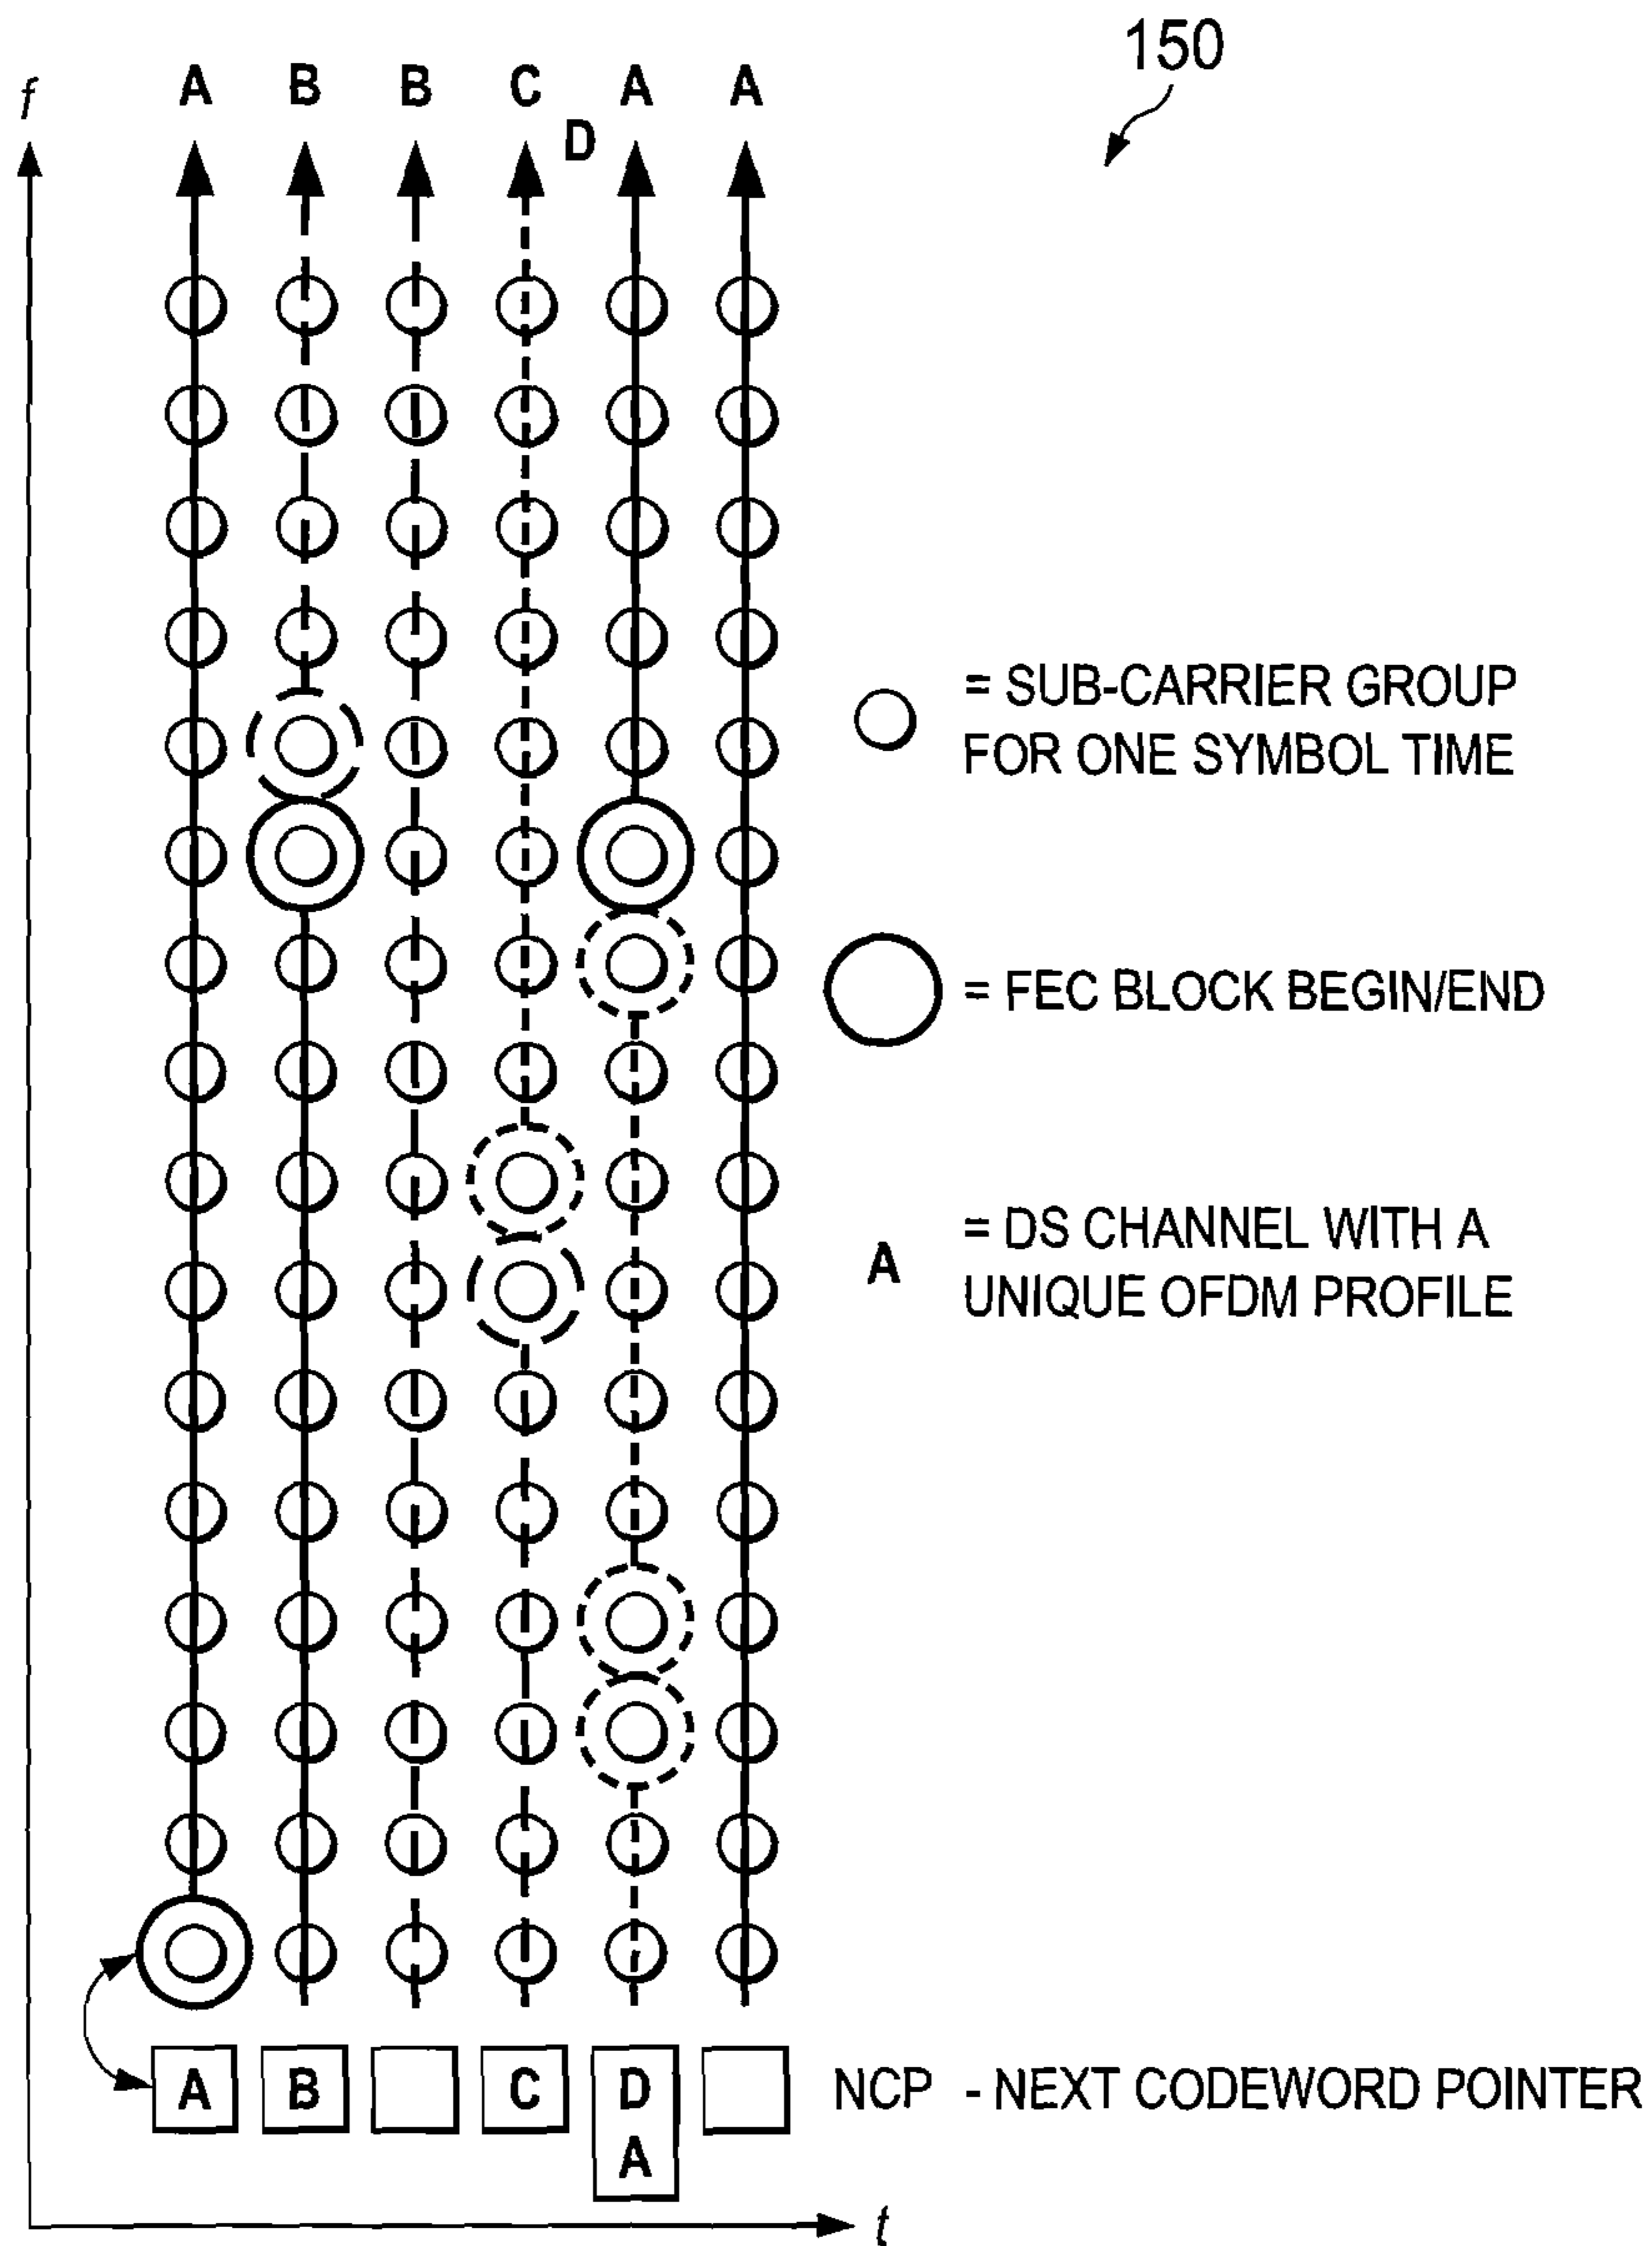 150
f A B B C A A
D
= SUB-CARRIER GROUP
FOR ONE SYMBOL TIME
= FEC BLOCK BEGIN/END
A = DS CHANNEL WITH A
UNIQUE OFDM PROFILE
A B C D NCP - NEXT CODEWORD POINTER
A
t